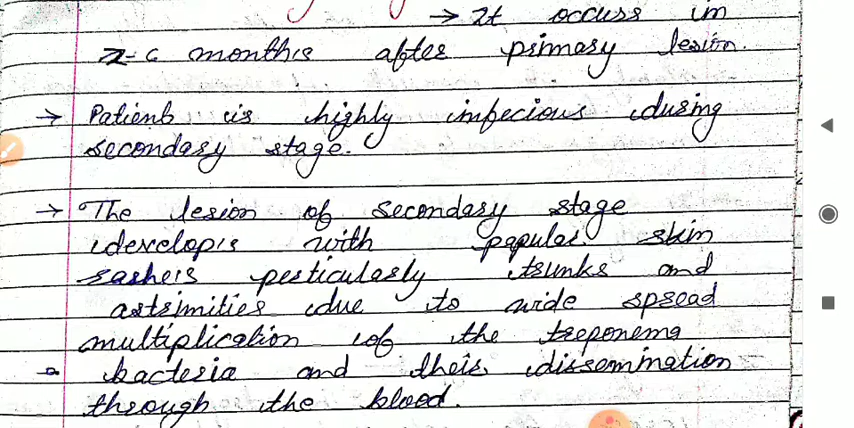 → It occurs in
2-6 months after primary lesion.
→ Patient is highly infecious during
secondary stage.
→ The lesion of secondary stage
develops with papular skin
rashes perticularly trunks and
axtrimities due to wide spread
multiplication of the treponema
bacteria and their dissemination
through the blood.